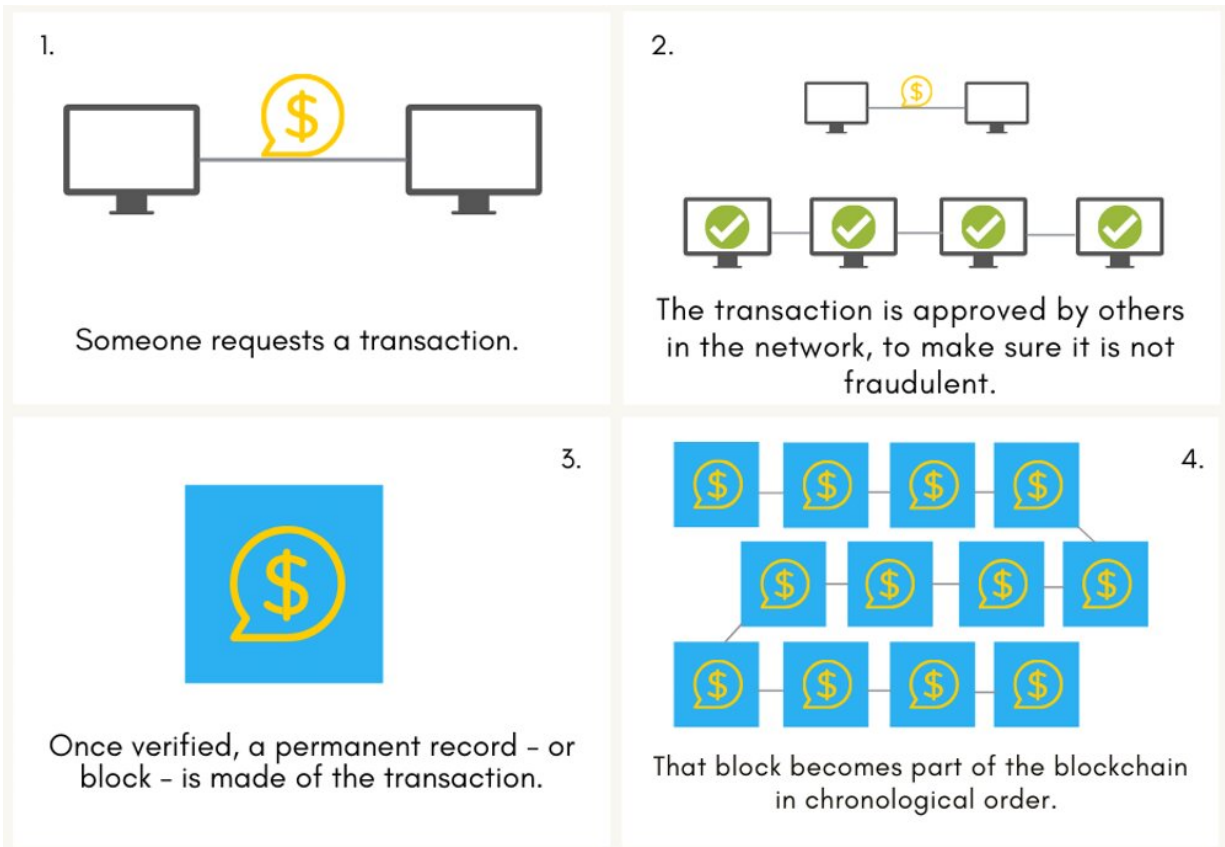 1.
Someone requests a transaction.
2.
The transaction is approved by others
in the network, to make sure it is not
fraudulent.
3.
Once verified, a permanent record – or
block – is made of the transaction.
4.
That block becomes part of the blockchain
in chronological order.